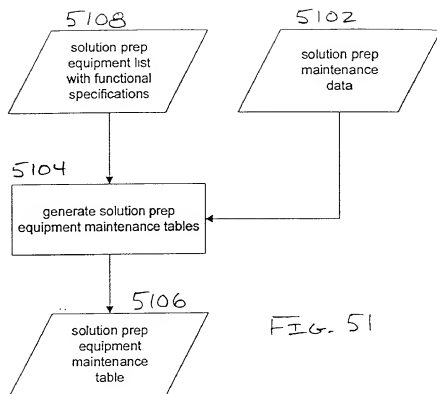 5108
solution prep
equipment list
with functional
specifications
5102
solution prep
maintenance
data
5104
generate solution prep
equipment maintenance tables
5106
solution prep
equipment
maintenance
table
FIG. 51